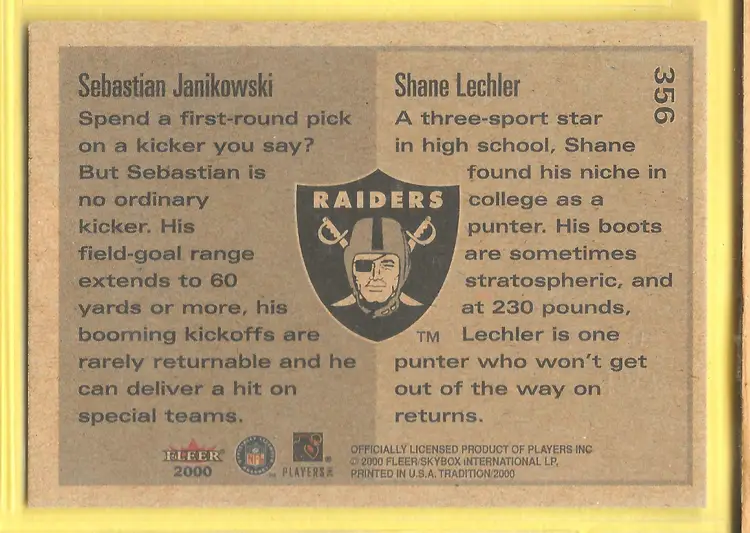 Sebastian Janikowski
Spend a first-round pick
on a kicker you say?
But Sebastian is
no ordinary
kicker. His
field-goal range
extends to 60
yards or more, his
booming kickoffs are
rarely returnable and he
can deliver a hit on
special teams.
Shane Lechler
A three-sport star
in high school, Shane
found his niche in
college as a
punter. His boots
are sometimes
stratospheric, and
at 230 pounds,
Lechler is one
punter who won't get
out of the way on
returns.
356
RAIDERS
TM
FLEER
2000
NFL
PLAYERS INC
OFFICIALLY LICENSED PRODUCT OF PLAYERS INC
© 2000 FLEER/SKYBOX INTERNATIONAL LP.
PRINTED IN U.S.A. TRADITION/2000